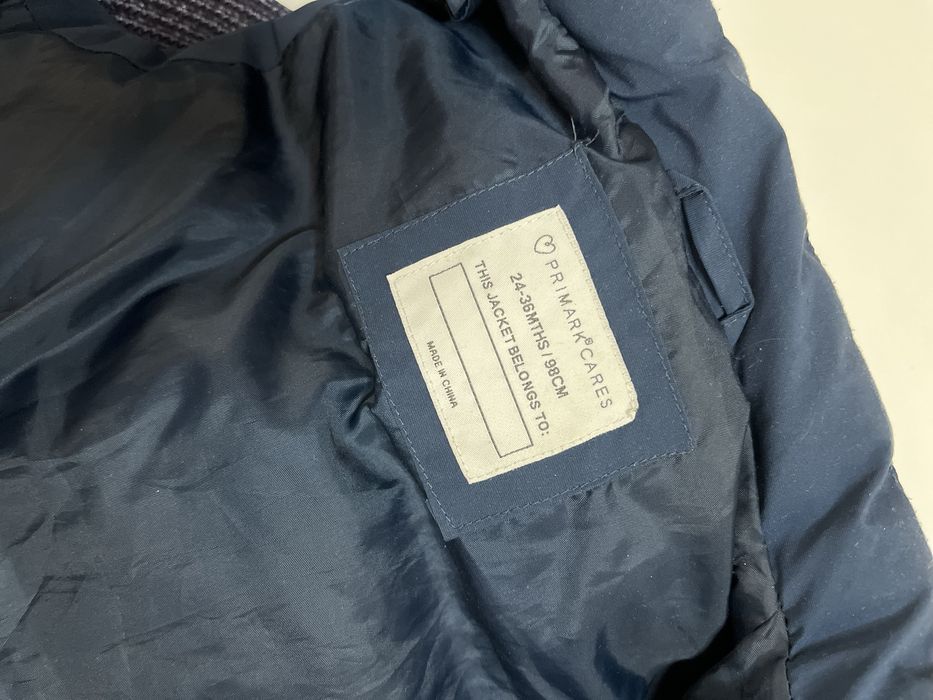 PRIMARK® CARES
24-36MTHS/98CM
THIS JACKET BELONGS TO:
MADE IN CHINA